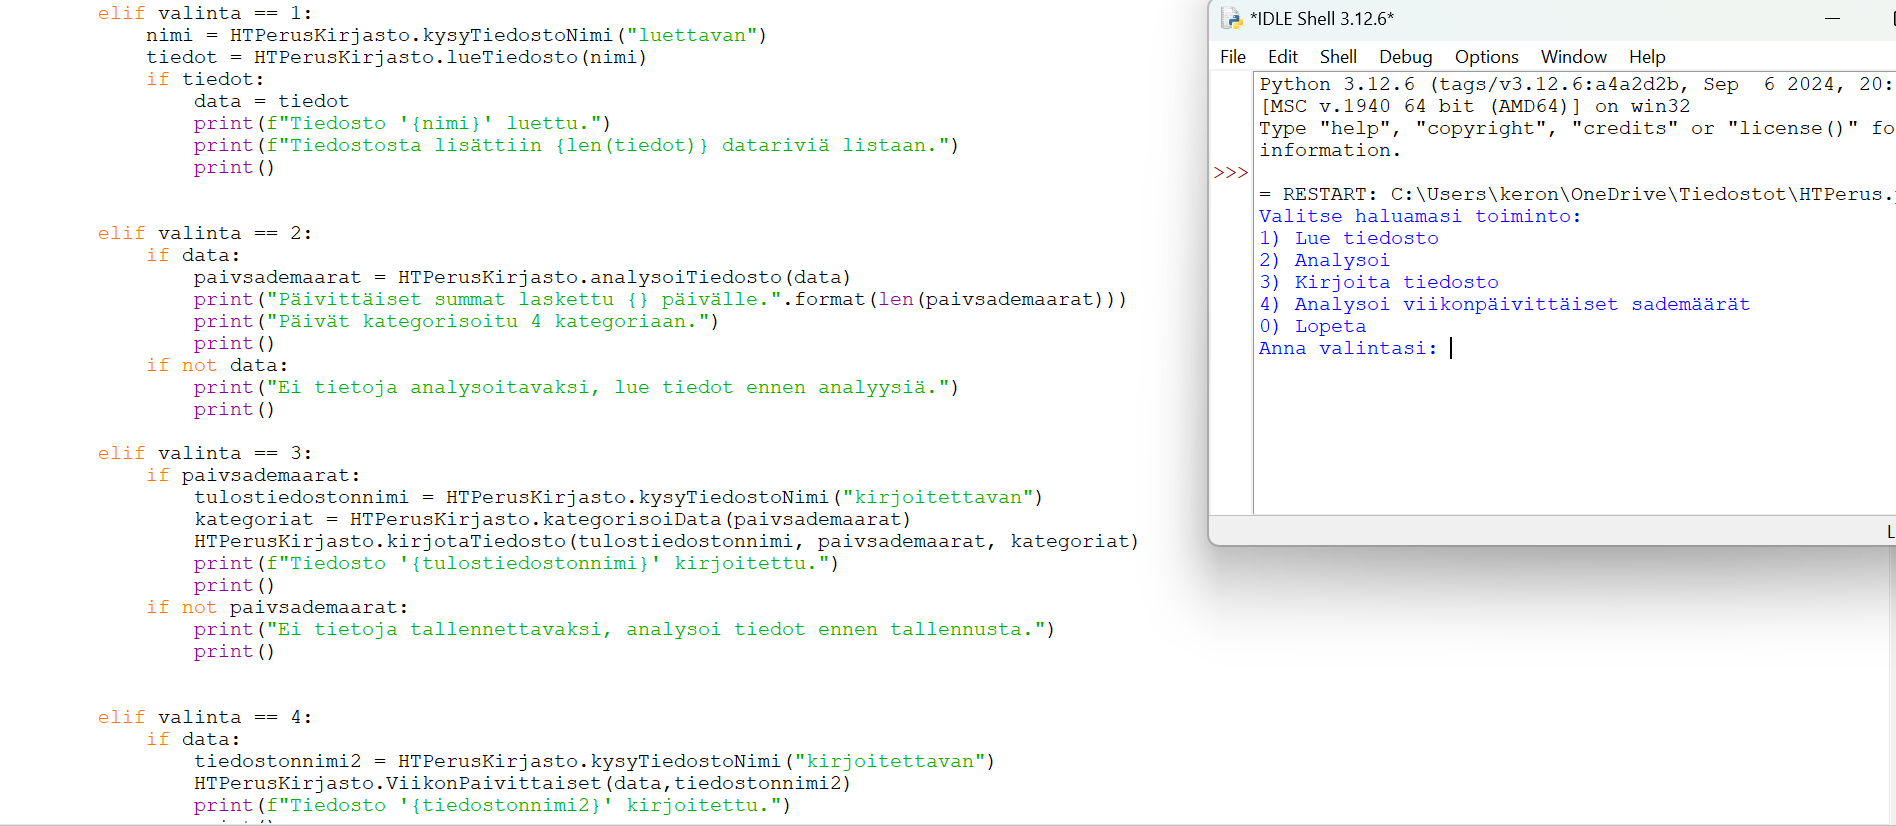 elif valinta == 1:
nimi = HTPerusKirjasto.kysyTiedostoNimi("luettavan")
tiedot = HTPerusKirjasto.lueTiedosto(nimi)
if tiedot:
data = tiedot
print(f"Tiedosto '{nimi}' luettu.")
print(f"Tiedostosta lisättiin {len(tiedot)} datariviä listaan.")
print()
elif valinta == 2:
if data:
paivsademaarat = HTPerusKirjasto.analysoiTiedosto(data)
print("Päivittäiset summat laskettu {} päivälle.".format(len(paivsademaarat)))
print("Päivät kategorisoitu 4 kategoriaan.")
print()
if not data:
print("Ei tietoja analysoitavaksi, lue tiedot ennen analyysiä.")
print()
elif valinta == 3:
if paivsademaarat:
tulostiedostonnimi = HTPerusKirjasto.kysyTiedostoNimi("kirjoitettavan")
kategoriat = HTPerusKirjasto.kategorisoiData(paivsademaarat)
HTPerusKirjasto.kirjotaTiedosto(tulostiedostonnimi, paivsademaarat, kategoriat)
print(f"Tiedosto '{tulostiedostonnimi}' kirjoitettu.")
print()
if not paivsademaarat:
print("Ei tietoja tallennettavaksi, analysoi tiedot ennen tallennusta.")
print()
elif valinta == 4:
if data:
tiedostonnimi2 = HTPerusKirjasto.kysyTiedostoNimi("kirjoitettavan")
HTPerusKirjasto.ViikonPaivittaiset(data,tiedostonnimi2)
print(f"Tiedosto '{tiedostonnimi2}' kirjoitettu.")
*IDLE Shell 3.12.6*
File Edit Shell Debug Options Window Help
Python 3.12.6 (tags/v3.12.6:a4a2d2b, Sep  6 2024, 20:
[MSC v.1940 64 bit (AMD64)] on win32
Type "help", "copyright", "credits" or "license()" fo
information.
>>>
= RESTART: C:\Users\keron\OneDrive\Tiedostot\HTPerus.
Valitse haluamasi toiminto:
1) Lue tiedosto
2) Analysoi
3) Kirjoita tiedosto
4) Analysoi viikonpäivittäiset sademäärät
0) Lopeta
Anna valintasi: